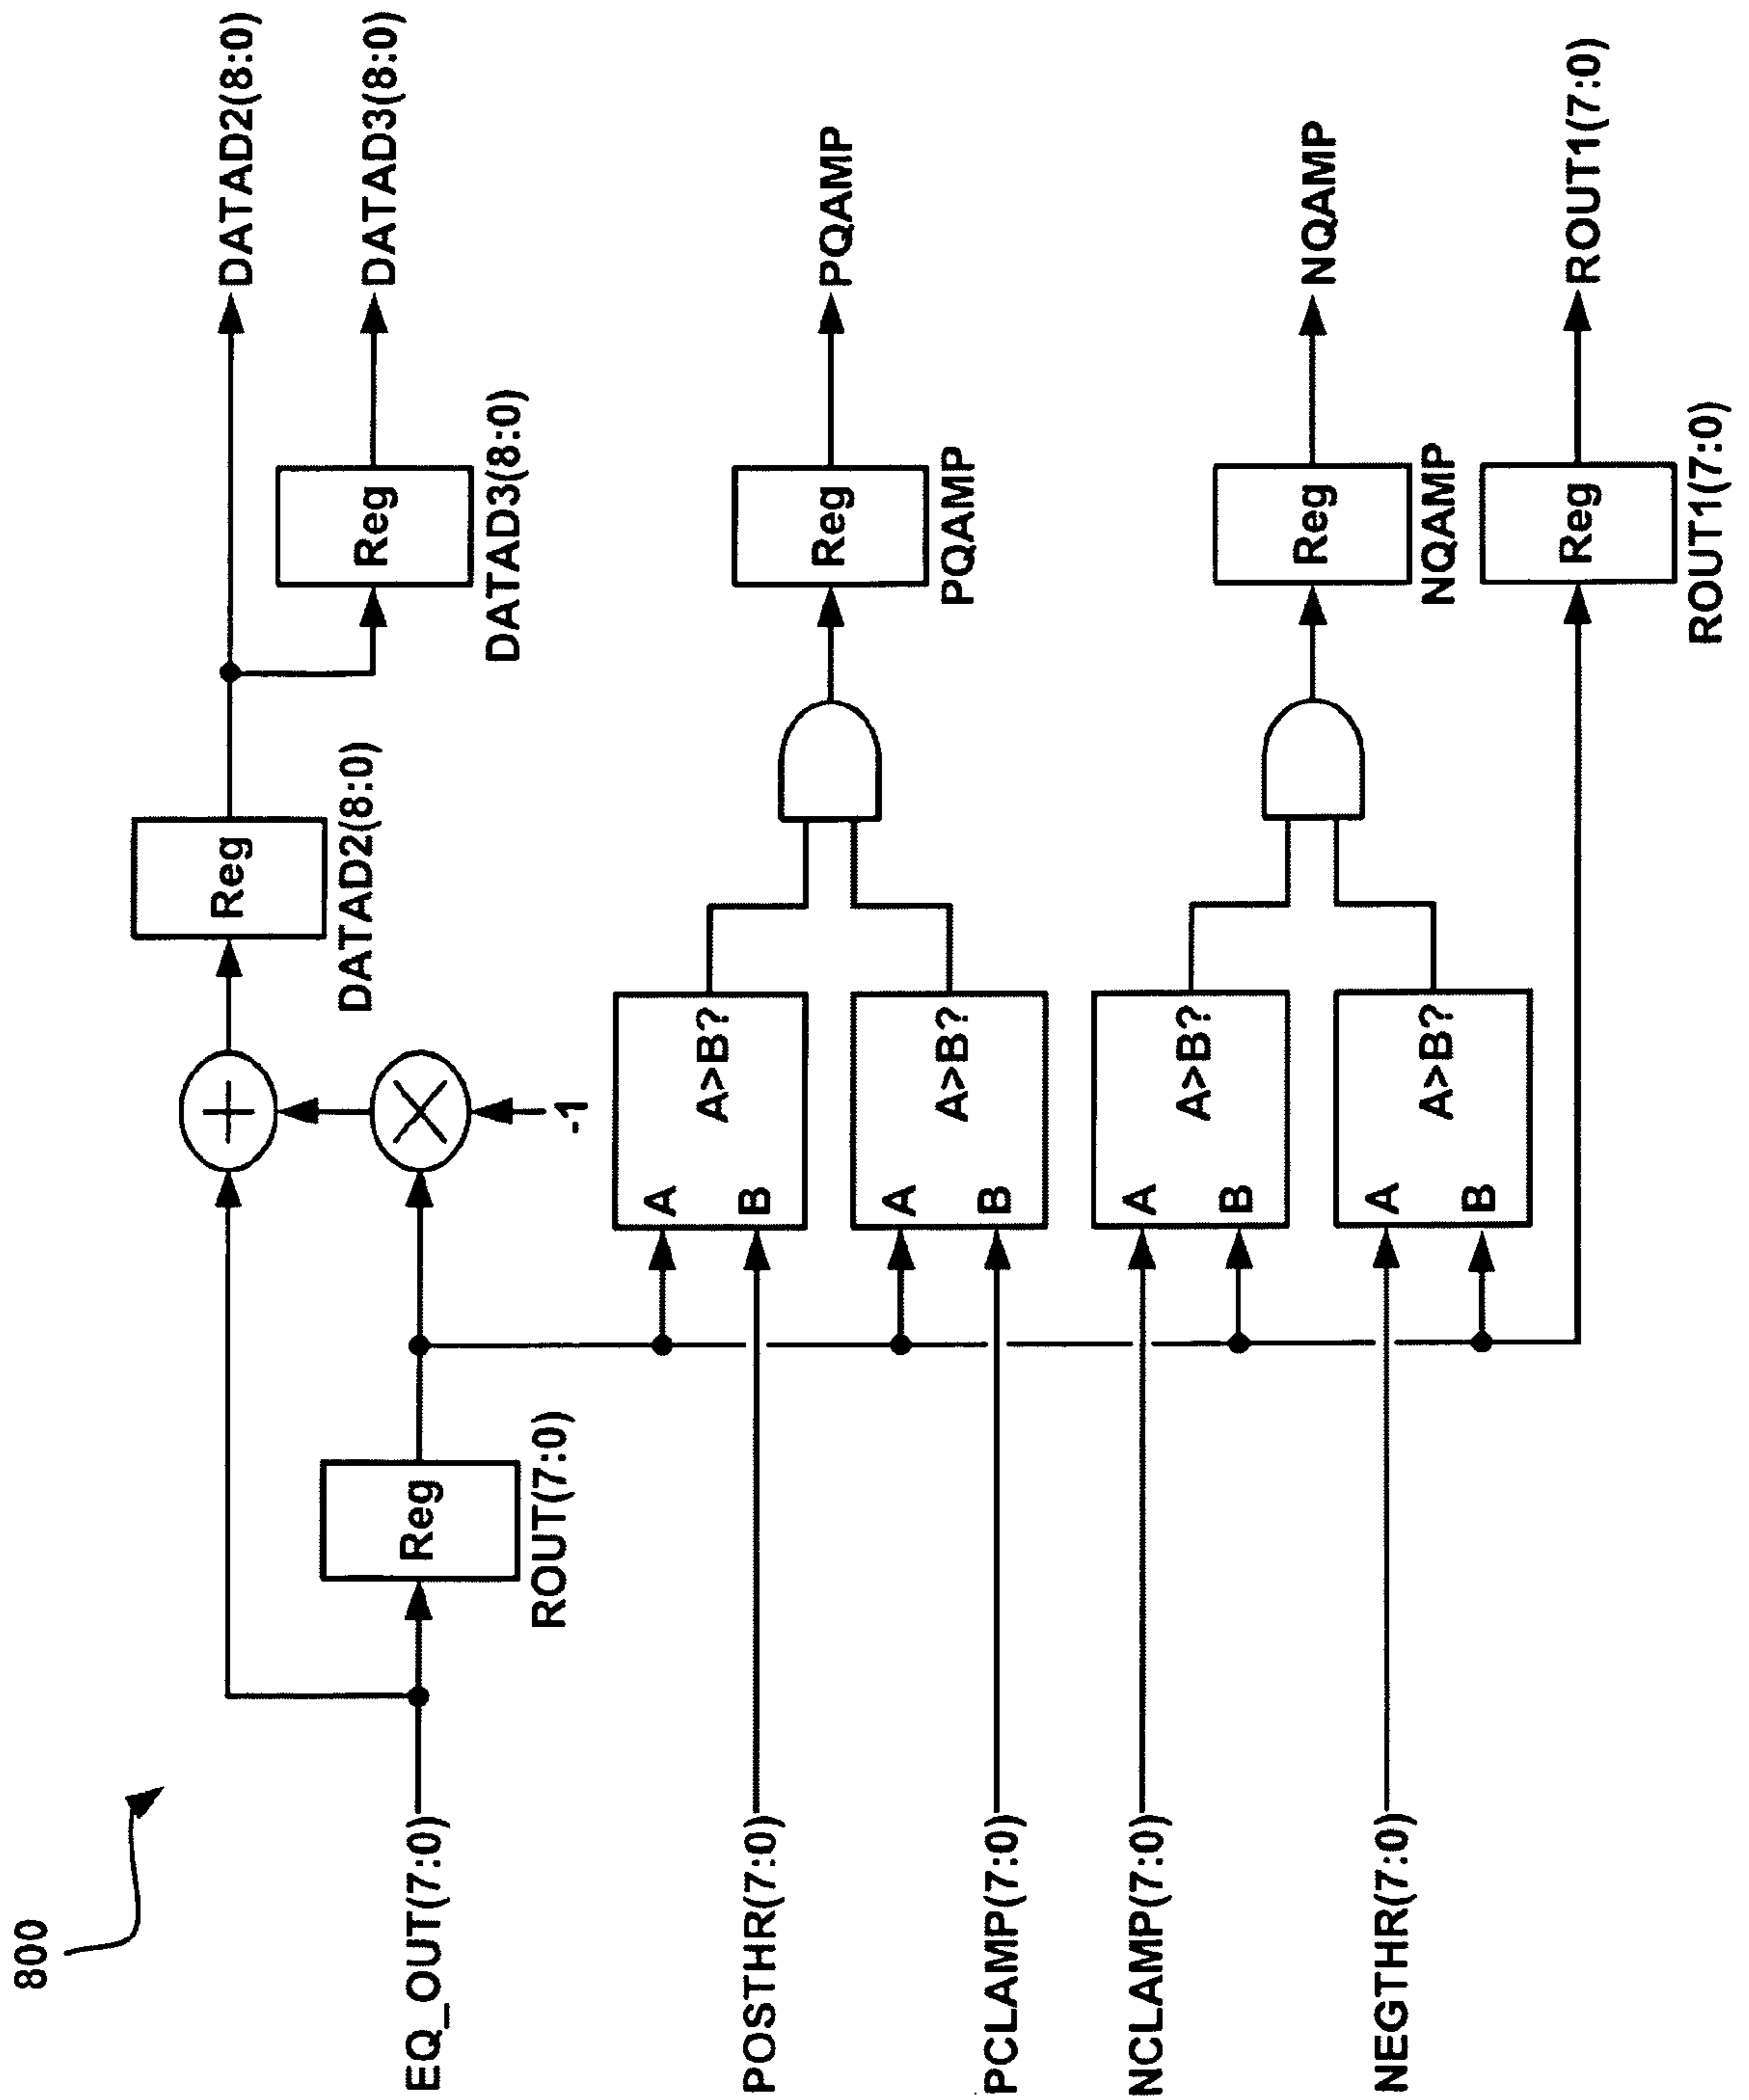 800
EQ_OUT(7:0)
Reg
ROUT(7:0)
+
×
-1
Reg
DATAD2(8:0)
DATAD2(8:0)
Reg
DATAD3(8:0)
DATAD3(8:0)
POSTHR(7:0)
A
B
A>B?
PCLAMP(7:0)
A
B
A>B?
Reg
PQAMP
PQAMP
NCLAMP(7:0)
A
B
A>B?
NEGTHR(7:0)
A
B
A>B?
Reg
NQAMP
NQAMP
Reg
ROUT1(7:0)
ROUT1(7:0)